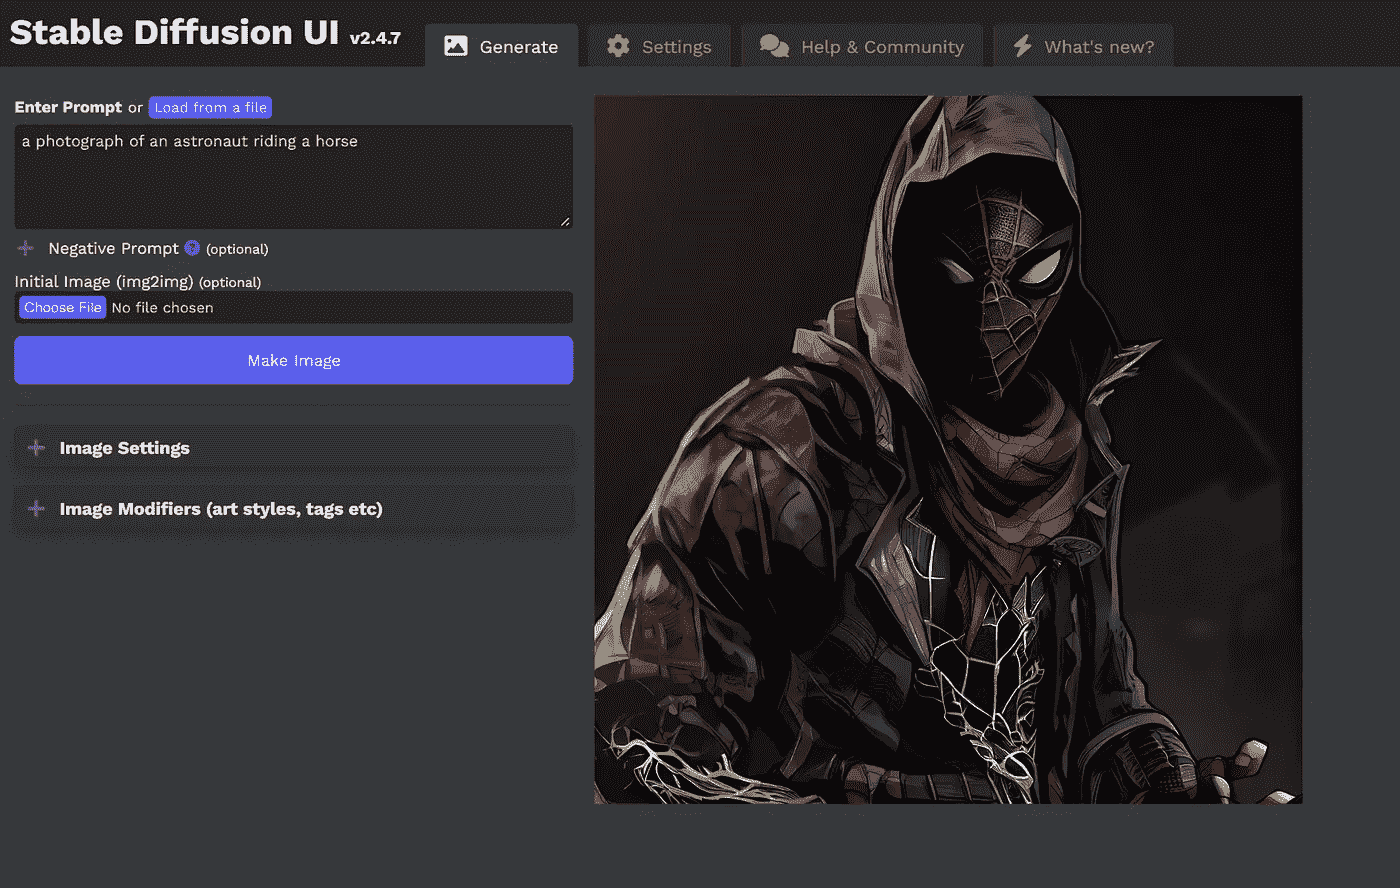 Stable Diffusion UI v2.4.7
Generate
Settings
Help & Community
What's new?
Enter Prompt or Load from a file
a photograph of an astronaut riding a horse
Negative Prompt ? (optional)
Initial Image (img2img) (optional)
Choose File No file chosen
Make Image
Image Settings
Image Modifiers (art styles, tags etc)